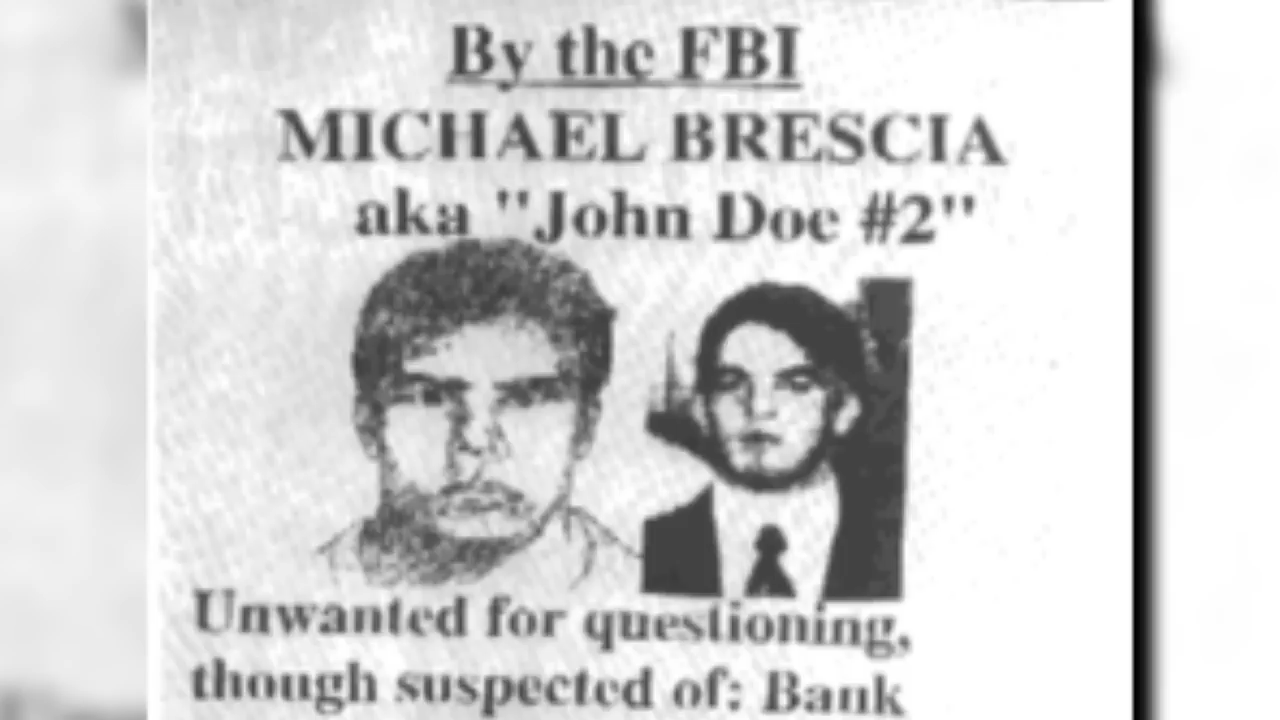 By the FBI
MICHAEL BRESCIA
aka "John Doe #2"
Unwanted for questioning,
though suspected of: Bank